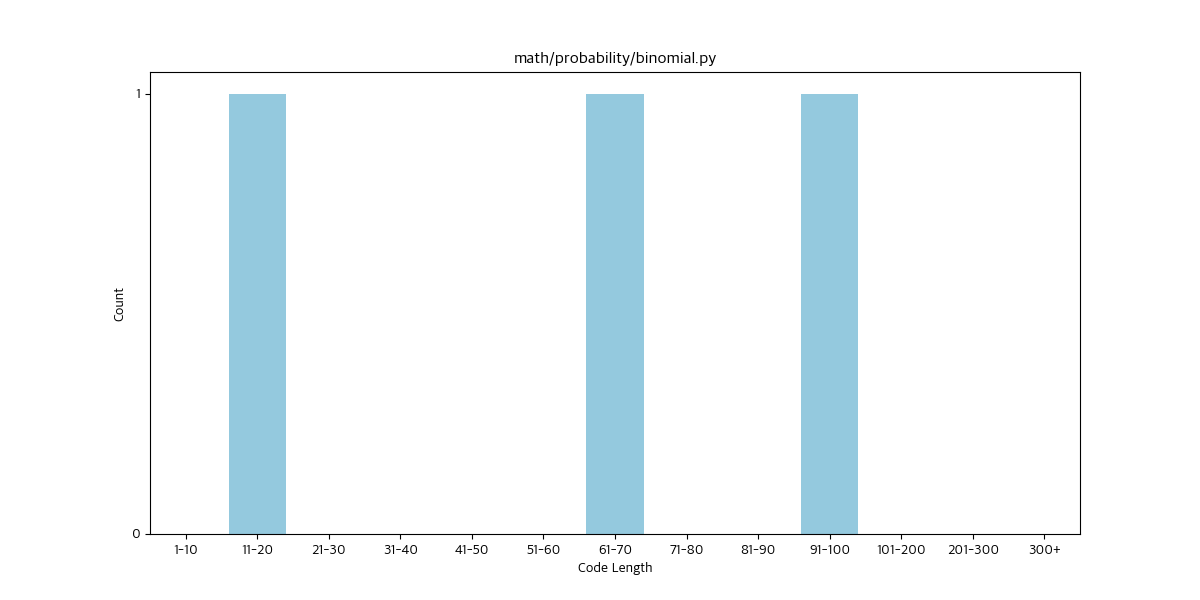 math/probability/binomial.py
1
0
Count
1-10 11-20 21-30 31-40 41-50 51-60 61-70 71-80 81-90 91-100 101-200 201-300 300+
Code Length